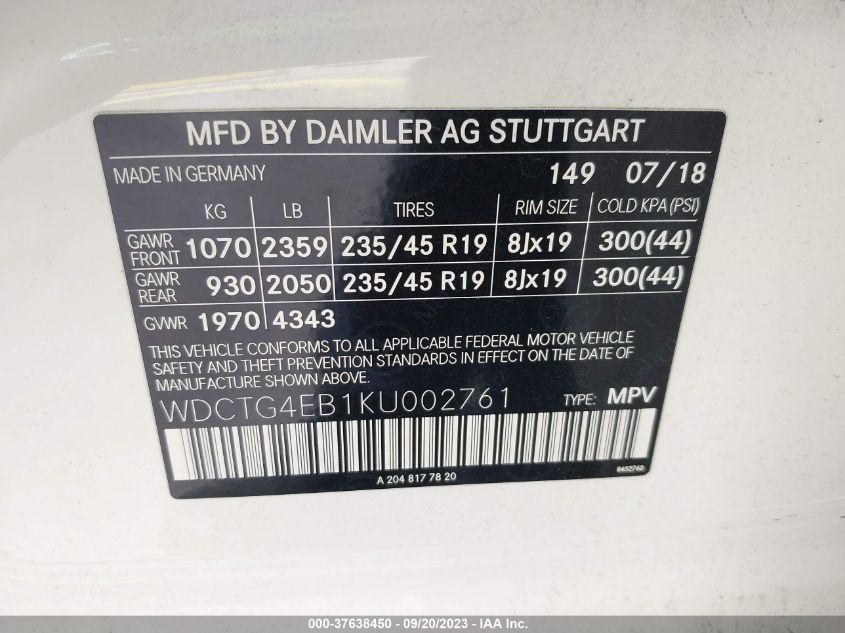 MFD BY DAIMLER AG STUTTGART
MADE IN GERMANY 149 07/18
KG LB TIRES RIM SIZE COLD KPA (PSI)
GAWR FRONT 1070 2359 235/45 R19 8Jx19 300(44)
GAWR REAR 930 2050 235/45 R19 8Jx19 300(44)
GVWR 1970 4343
THIS VEHICLE CONFORMS TO ALL APPLICABLE FEDERAL MOTOR VEHICLE
SAFETY AND THEFT PREVENTION STANDARDS IN EFFECT ON THE DATE OF
MANUFACTURE SHOWN ABOVE.
WDCTG4EB1KU002761 TYPE: MPV
A 204 817 78 20 8452760
000-37638450 - 09/20/2023 - IAAI.COM